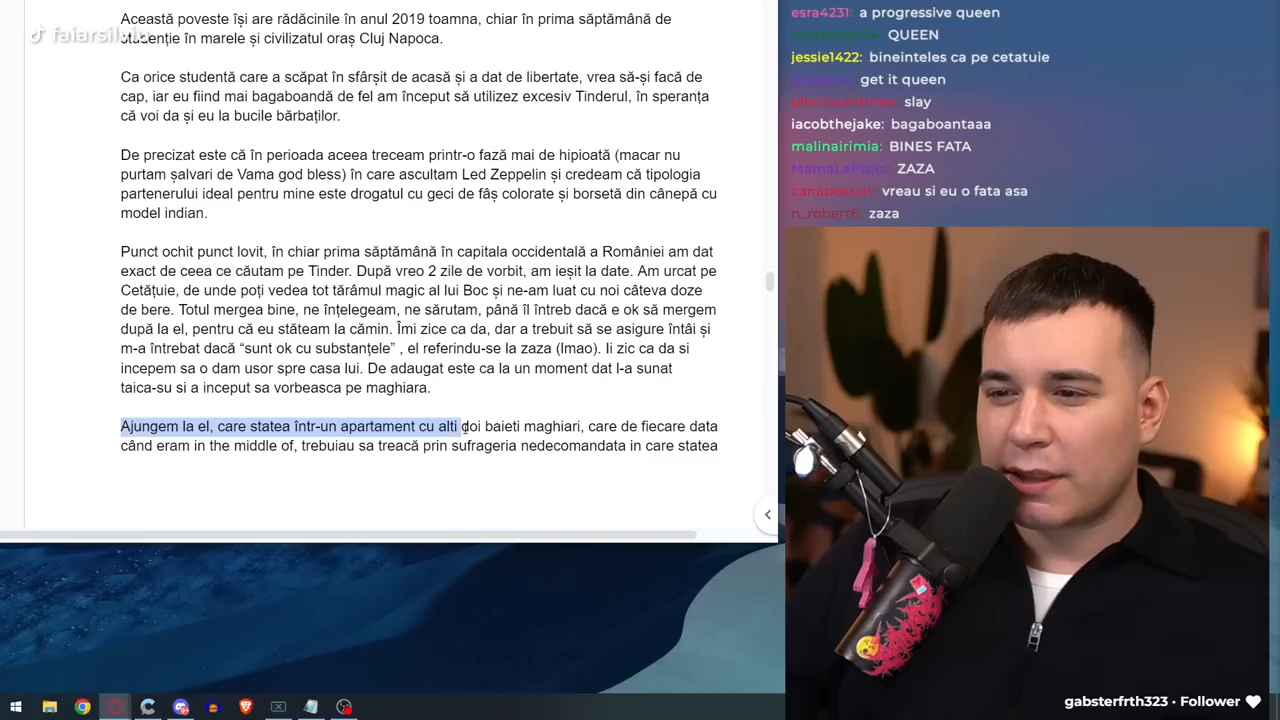 Această poveste își are rădăcinile în anul 2019 toamna, chiar în prima săptămână de
studenție în marele și civilizatul oraș Cluj Napoca.
Ca orice studentă care a scăpat în sfârșit de acasă și a dat de libertate, vrea să-și facă de
cap, iar eu fiind mai bagaboandă de fel am început să utilizez excesiv Tinderul, în speranța
că voi da și eu la bucile bărbaților.
De precizat este că în perioada aceea treceam printr-o fază mai de hipioată (macar nu
purtam șalvări de Vama god bless) în care ascultam Led Zeppelin și credeam că tipologia
partenerului ideal pentru mine este drogatul cu geci de fâș colorate și borsetă din cânepă cu
model indian.
Punct ochit punct lovit, în chiar prima săptămână în capitala occidentală a României am dat
exact de ceea ce căutam pe Tinder. După vreo 2 zile de vorbit, am ieșit la date. Am urcat pe
Cetățuie, de unde poți vedea tot tărâmul magic al lui Boc și ne-am luat cu noi câteva doze
de bere. Totul mergea bine, ne înțelegeam, ne sărutam, până îl întreb dacă e ok să mergem
după la el, pentru că eu stăteam la cămin. Îmi zice ca da, dar a trebuit să se asigure întâi și
m-a întrebat dacă “sunt ok cu substanțele” , el referindu-se la zaza (lmao). Ii zic ca da si
incepem sa o dam usor spre casa lui. De adaugat este ca la un moment dat l-a sunat
taica-su si a inceput sa vorbeasca pe maghiara.
Ajungem la el, care statea într-un apartament cu alti doi baieti maghiari, care de fiecare data
când eram in the middle of, trebuiau sa treacă prin sufrageria nedecomandata in care statea
esra4231: a progressive queen
QUEEN
jessie1422: bineinteles ca pe cetatuie
get it queen
slay
iacobthejake: bagaboantaaa
malinairimia: BINES FATA
MamaLaPisici: ZAZA
vreau si eu o fata asa
n_robert6: zaza
gabsterfrth323 · Follower